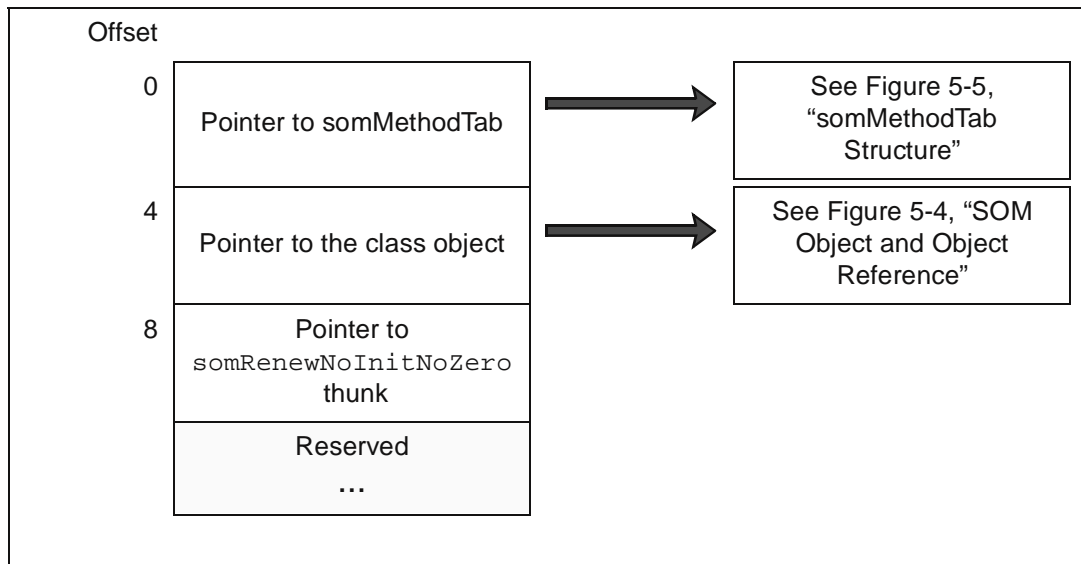 Offset
0
Pointer to somMethodTab
See Figure 5-5,
“somMethodTab
Structure”
4
Pointer to the class object
See Figure 5-4, “SOM
Object and Object
Reference”
8
Pointer to
somRenewNoInitNoZero
thunk
Reserved
...